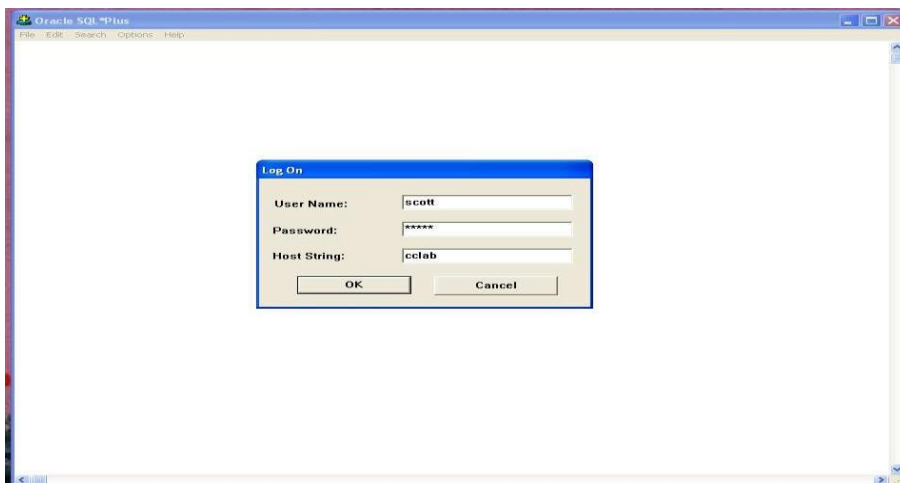 Oracle SQL*Plus
File Edit Search Options Help
Log On
User Name: scott
Password: *****
Host String: cclab
OK Cancel